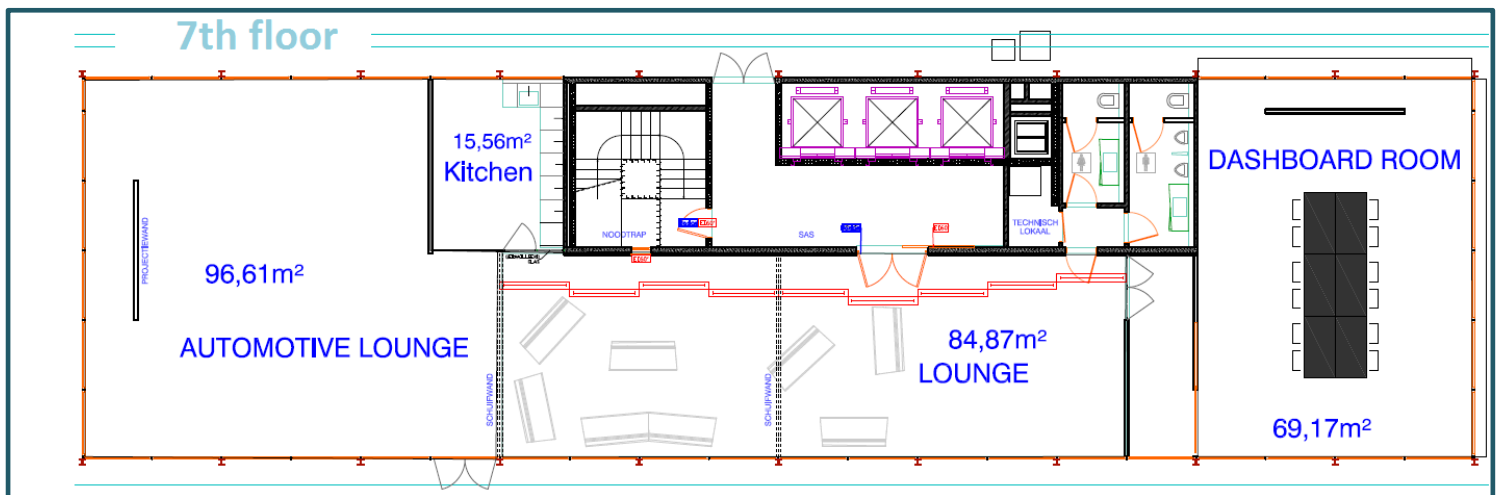 7th floor
15,56m²
Kitchen
DASHBOARD ROOM
PROJECTIEWAND
NOODTRAP
SAS
TECHNISCH
LOKAAL
96,61m²
AUTOMOTIVE LOUNGE
SCHUIFWAND
SCHUIFWAND
84,87m²
LOUNGE
69,17m²